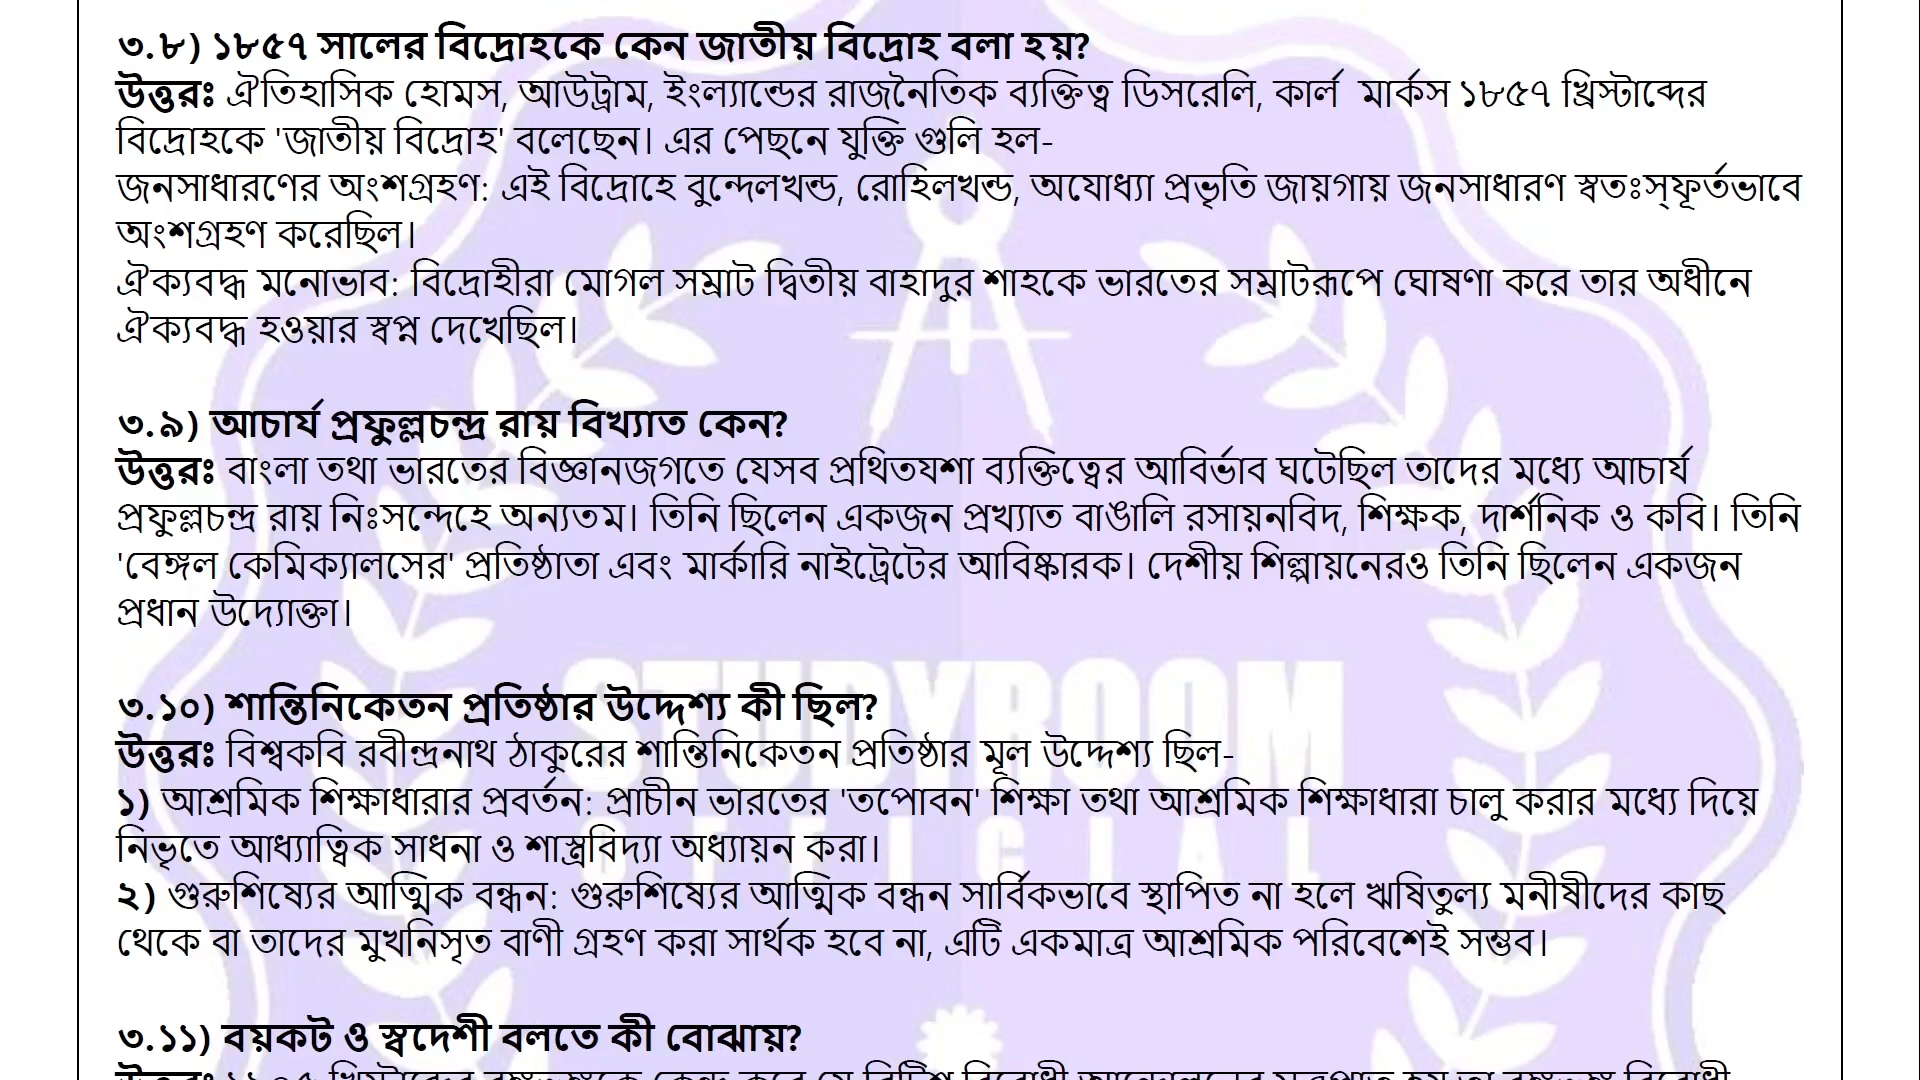 ৩.৮) ১৮৫৭ সালের বিদ্রোহকে কেন জাতীয় বিদ্রোহ বলা হয়?
উত্তরঃ ঐতিহাসিক হোমস, আউট্রাম, ইংল্যান্ডের রাজনৈতিক ব্যক্তিত্ব ডিসরেলি, কার্ল মার্কস ১৮৫৭ খ্রিস্টাব্দের
বিদ্রোহকে 'জাতীয় বিদ্রোহ' বলেছেন। এর পেছনে যুক্তি গুলি হল-
জনসাধারণের অংশগ্রহণ: এই বিদ্রোহে বুন্দেলখন্ড, রোহিলখন্ড, অযোধ্যা প্রভৃতি জায়গায় জনসাধারণ স্বতঃস্ফূর্তভাবে
অংশগ্রহণ করেছিল।
ঐক্যবদ্ধ মনোভাব: বিদ্রোহীরা মোগল সম্রাট দ্বিতীয় বাহাদুর শাহকে ভারতের সম্রাটরূপে ঘোষণা করে তার অধীনে
ঐক্যবদ্ধ হওয়ার স্বপ্ন দেখেছিল।
৩.৯) আচার্য প্রফুল্লচন্দ্র রায় বিখ্যাত কেন?
উত্তরঃ বাংলা তথা ভারতের বিজ্ঞানজগতে যেসব প্রথিতযশা ব্যক্তিত্বের আবির্ভাব ঘটেছিল তাদের মধ্যে আচার্য
প্রফুল্লচন্দ্র রায় নিঃসন্দেহে অন্যতম। তিনি ছিলেন একজন প্রখ্যাত বাঙালি রসায়নবিদ, শিক্ষক, দার্শনিক ও কবি। তিনি
'বেঙ্গল কেমিক্যালসের' প্রতিষ্ঠাতা এবং মার্কারি নাইট্রেটের আবিষ্কারক। দেশীয় শিল্পায়নেরও তিনি ছিলেন একজন
প্রধান উদ্যোক্তা।
STUDYROOM
OFFICIAL
৩.১০) শান্তিনিকেতন প্রতিষ্ঠার উদ্দেশ্য কী ছিল?
উত্তরঃ বিশ্বকবি রবীন্দ্রনাথ ঠাকুরের শান্তিনিকেতন প্রতিষ্ঠার মূল উদ্দেশ্য ছিল-
১) আশ্রমিক শিক্ষাধারার প্রবর্তন: প্রাচীন ভারতের 'তপোবন' শিক্ষা তথা আশ্রমিক শিক্ষাধারা চালু করার মধ্যে দিয়ে
নিভৃতে আধ্যাত্বিক সাধনা ও শাস্ত্রবিদ্যা অধ্যায়ন করা।
২) গুরুশিষ্যের আত্মিক বন্ধন: গুরুশিষ্যের আত্মিক বন্ধন সার্বিকভাবে স্থাপিত না হলে ঋষিতুল্য মনীষীদের কাছ
থেকে বা তাদের মুখনিসৃত বাণী গ্রহণ করা সার্থক হবে না, এটি একমাত্র আশ্রমিক পরিবেশেই সম্ভব।
৩.১১) বয়কট ও স্বদেশী বলতে কী বোঝায়?